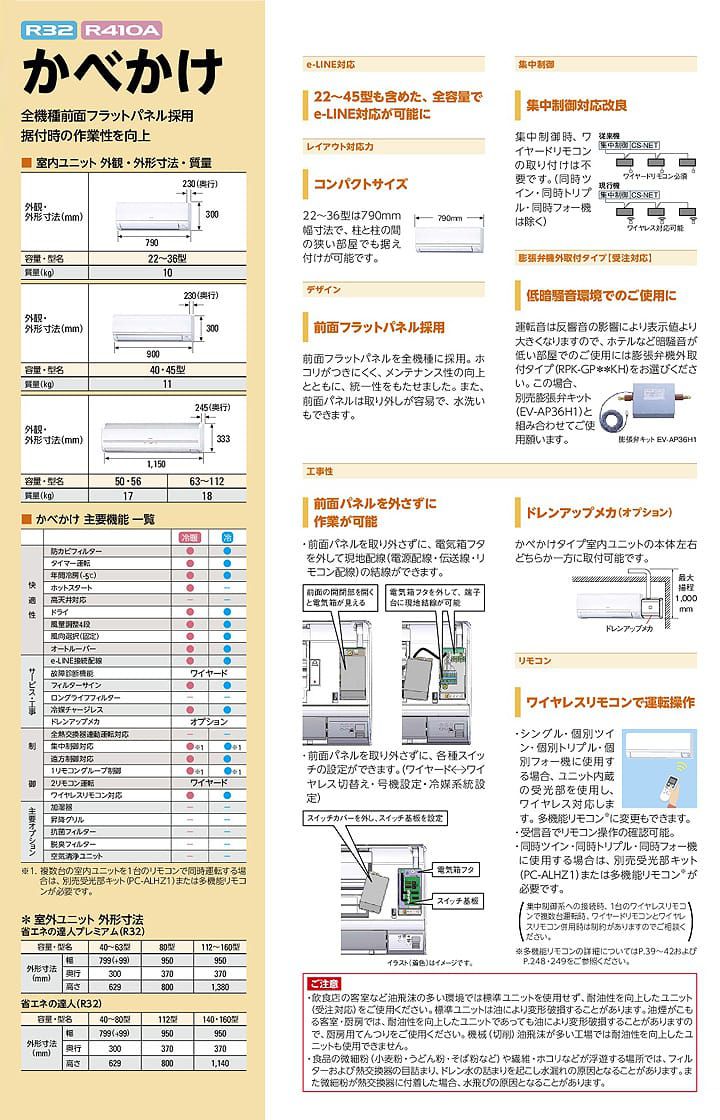 R32 R410A
かべかけ
全機種前面フラットパネル採用
据付時の作業性を向上
■ 室内ユニット 外観・外形寸法・質量
外観・
外形寸法(mm)
230(奥行)
300
790
容量・型名 22〜36型
質量(kg) 10
外観・
外形寸法(mm)
230(奥行)
300
900
容量・型名 40・45型
質量(kg) 11
外観・
外形寸法(mm)
245(奥行)
333
1,150
容量・型名 50・56 63〜112
質量(kg) 17 18
■ かべかけ 主要機能 一覧
冷暖 冷
快適性
防カビフィルター ● ●
タイマー運転 ● ●
年間冷房(-5℃) ● ●
ホットスタート ● −
高天井対応 − −
ドライ ● ●
風量調整4段 ● ●
風向選択(固定) ● ●
オートルーバー ● ●
サービス・工事
e-LINE接続配線 ● ●
故障診断機能 ワイヤード
フィルターサイン ● ●
ロングライフフィルター − −
冷媒チャージレス ● ●
ドレンアップメカ オプション
制御
全熱交換器連動運転対応 − −
集中制御対応 ●※1 ●※1
遠方制御対応 ● ●
1リモコングループ制御 ●※1 ●※1
2リモコン運転 ワイヤード
ワイヤレスリモコン対応 ● ●
主要オプション
加湿器 − −
昇降グリル − −
抗菌フィルター − −
脱臭フィルター − −
空気清浄ユニット − −
※1. 複数台の室内ユニットを1台のリモコンで同時運転する場
合は、別売受光部キット(PC-ALHZ1)または多機能リモコ
ンが必要です。
＊ 室外ユニット 外形寸法
省エネの達人プレミアム(R32)
容量・型名 40〜63型 80型 112〜160型
外形寸法
(mm)
幅 799(+99) 950 950
奥行 300 370 370
高さ 629 800 1,380
省エネの達人(R32)
容量・型名 40〜80型 112型 140・160型
外形寸法
(mm)
幅 799(+99) 950 950
奥行 300 370 370
高さ 629 800 1,140
e-LINE対応
22〜45型も含めた、全容量で
e-LINE対応が可能に
レイアウト対応力
コンパクトサイズ
22〜36型は790mm
幅寸法で、柱と柱の間
の狭い部屋でも据え
付けが可能です。
790mm
デザイン
前面フラットパネル採用
前面フラットパネルを全機種に採用。ホ
コリがつきにくく、メンテナンス性の向上
とともに、統一性をもたせました。また、
前面パネルは取り外しが容易で、水洗い
もできます。
集中制御
集中制御対応改良
集中制御時、ワ
イヤードリモコン
の取り付けは不
要です。(同時ツ
イン・同時トリプ
ル・同時フォー機
は除く)
従来機
集中制御 CS-NET
ワイヤードリモコン必須
現行機
集中制御 CS-NET
ワイヤレス対応可能
膨張弁機外取付タイプ【受注対応】
低暗騒音環境でのご使用に
運転音は反響音の影響により表示値より
大きくなりますので、ホテルなど暗騒音が
低い部屋でのご使用には膨張弁機外取
付タイプ(RPK-GP＊＊KH)をお選びくださ
い。この場合、
別売膨張弁キット
(EV-AP36H1)と
組み合わせてご使
用願います。
膨張弁キット EV-AP36H1
工事性
前面パネルを外さずに
作業が可能
・前面パネルを取り外さずに、電気箱フタ
を外して現地配線(電源配線・伝送線・リ
モコン配線)の結線ができます。
前面の開閉部を開く
と電気箱が見える
電気箱フタを外して、端子
台に現地結線が可能
・前面パネルを取り外さずに、各種スイッ
チの設定ができます。(ワイヤード⇔ワイ
ヤレス切替え・号機設定・冷媒系統設
定)
スイッチカバーを外し、スイッチ基板を設定
電気箱フタ
スイッチ基板
イラスト(着色)はイメージです。
ドレンアップメカ(オプション)
かべかけタイプ室内ユニットの本体左右
どちらか一方に取付可能です。
最大
揚程
1,000
mm
ドレンアップメカ
リモコン
ワイヤレスリモコンで運転操作
・シングル・個別ツイ
ン・個別トリプル・個
別フォー機に使用す
る場合、ユニット内蔵
の受光部を使用し、
ワイヤレス対応しま
す。多機能リモコン※に変更もできます。
・受信音でリモコン操作の確認可能。
・同時ツイン・同時トリプル・同時フォー機
に使用する場合は、別売受光部キット
(PC-ALHZ1)または多機能リモコン※が
必要です。
(集中制御系への接続時、1台のワイヤレスリモコ
ンで複数台運転時、ワイヤードリモコンとワイヤレ
スリモコン併用時は制約がありますのでご相談く
ださい。)
※多機能リモコンの詳細についてはP.39〜42および
P.248・249をご参照ください。
ご注意
・飲食店の客室など油飛沫の多い環境では標準ユニットを使用せず、耐油性を向上したユニット
(受注対応)をご使用ください。標準ユニットは油により変形破損することがあります。油煙がこも
る客室・厨房では、耐油性を向上したユニットであっても油により変形破損することがありますの
で、厨房用てんつりをご使用ください。機械(切削)油飛沫が多い工場では耐油性を向上したユ
ニットも使用できません。
・食品の微細粉(小麦粉・うどん粉・そば粉など)や繊維・ホコリなどが浮遊する場所では、フィル
ターおよび熱交換器の目詰まり、ドレン水の詰まりを起こし水漏れの原因となることがあります。ま
た微細粉が熱交換器に付着した場合、水飛びの原因となることがあります。